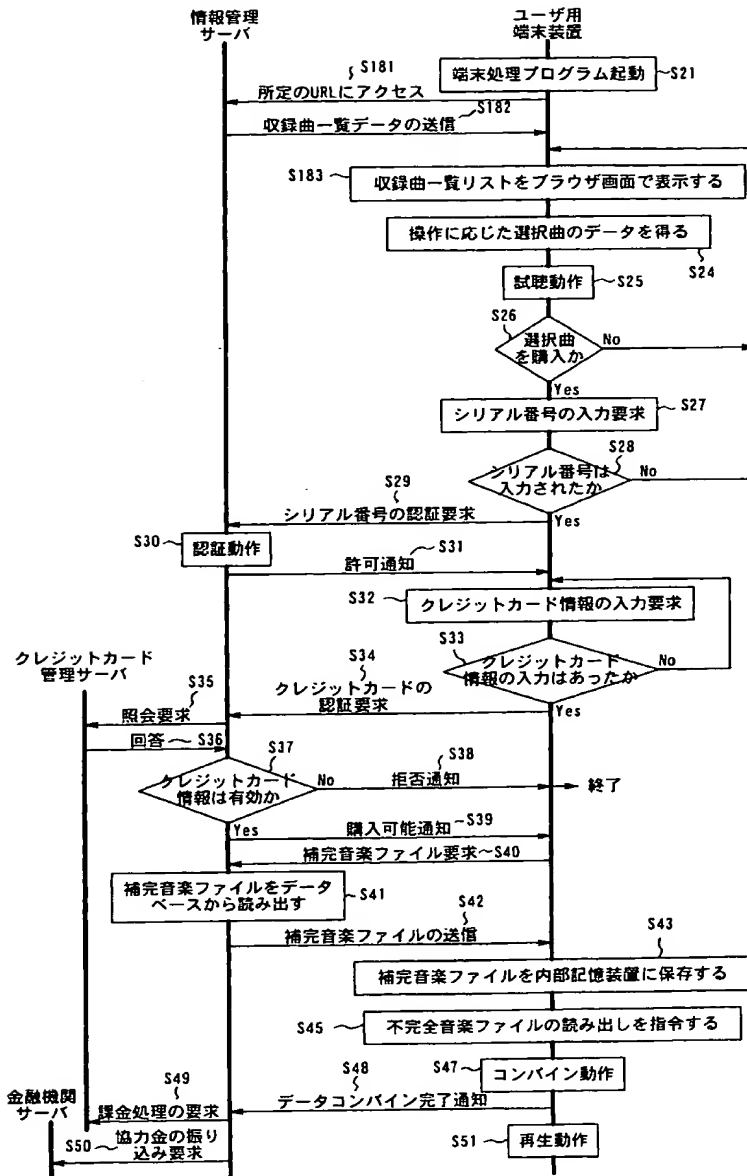 情報管理
サーバ
ユーザ用
端末装置
端末処理プログラム起動
S21
S181
所定のURLにアクセス
S182
収録曲一覧データの送信
S183
収録曲一覧リストをブラウザ画面で表示する
操作に応じた選択曲のデータを得る
S24
試聴動作
S25
S26
選択曲
を購入か
No
Yes
シリアル番号の入力要求
S27
S28
シリアル番号は
入力されたか
No
Yes
S29
シリアル番号の認証要求
S30
認証動作
S31
許可通知
S32
クレジットカード情報の入力要求
S33
クレジットカード
情報の入力はあったか
No
Yes
クレジットカード
管理サーバ
S34
クレジットカードの
認証要求
S35
照会要求
回答
S36
S37
クレジットカード
情報は有効か
No
Yes
S38
拒否通知
終了
購入可能通知
S39
補完音楽ファイル要求
S40
補完音楽ファイルをデータ
ベースから読み出す
S41
S42
補完音楽ファイルの送信
S43
補完音楽ファイルを内部記憶装置に保存する
S45
不完全音楽ファイルの読み出しを指令する
S47
コンバイン動作
S48
データコンバイン完了通知
S49
課金処理の要求
金融機関
サーバ
S50
協力金の振り
込み要求
S51
再生動作